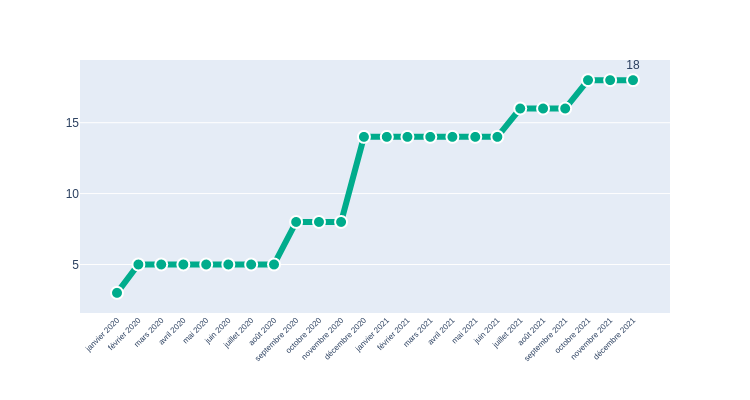 18
15
10
5
janvier 2020
février 2020
mars 2020
avril 2020
mai 2020
juin 2020
juillet 2020
août 2020
septembre 2020
octobre 2020
novembre 2020
décembre 2020
janvier 2021
février 2021
mars 2021
avril 2021
mai 2021
juin 2021
juillet 2021
août 2021
septembre 2021
octobre 2021
novembre 2021
décembre 2021